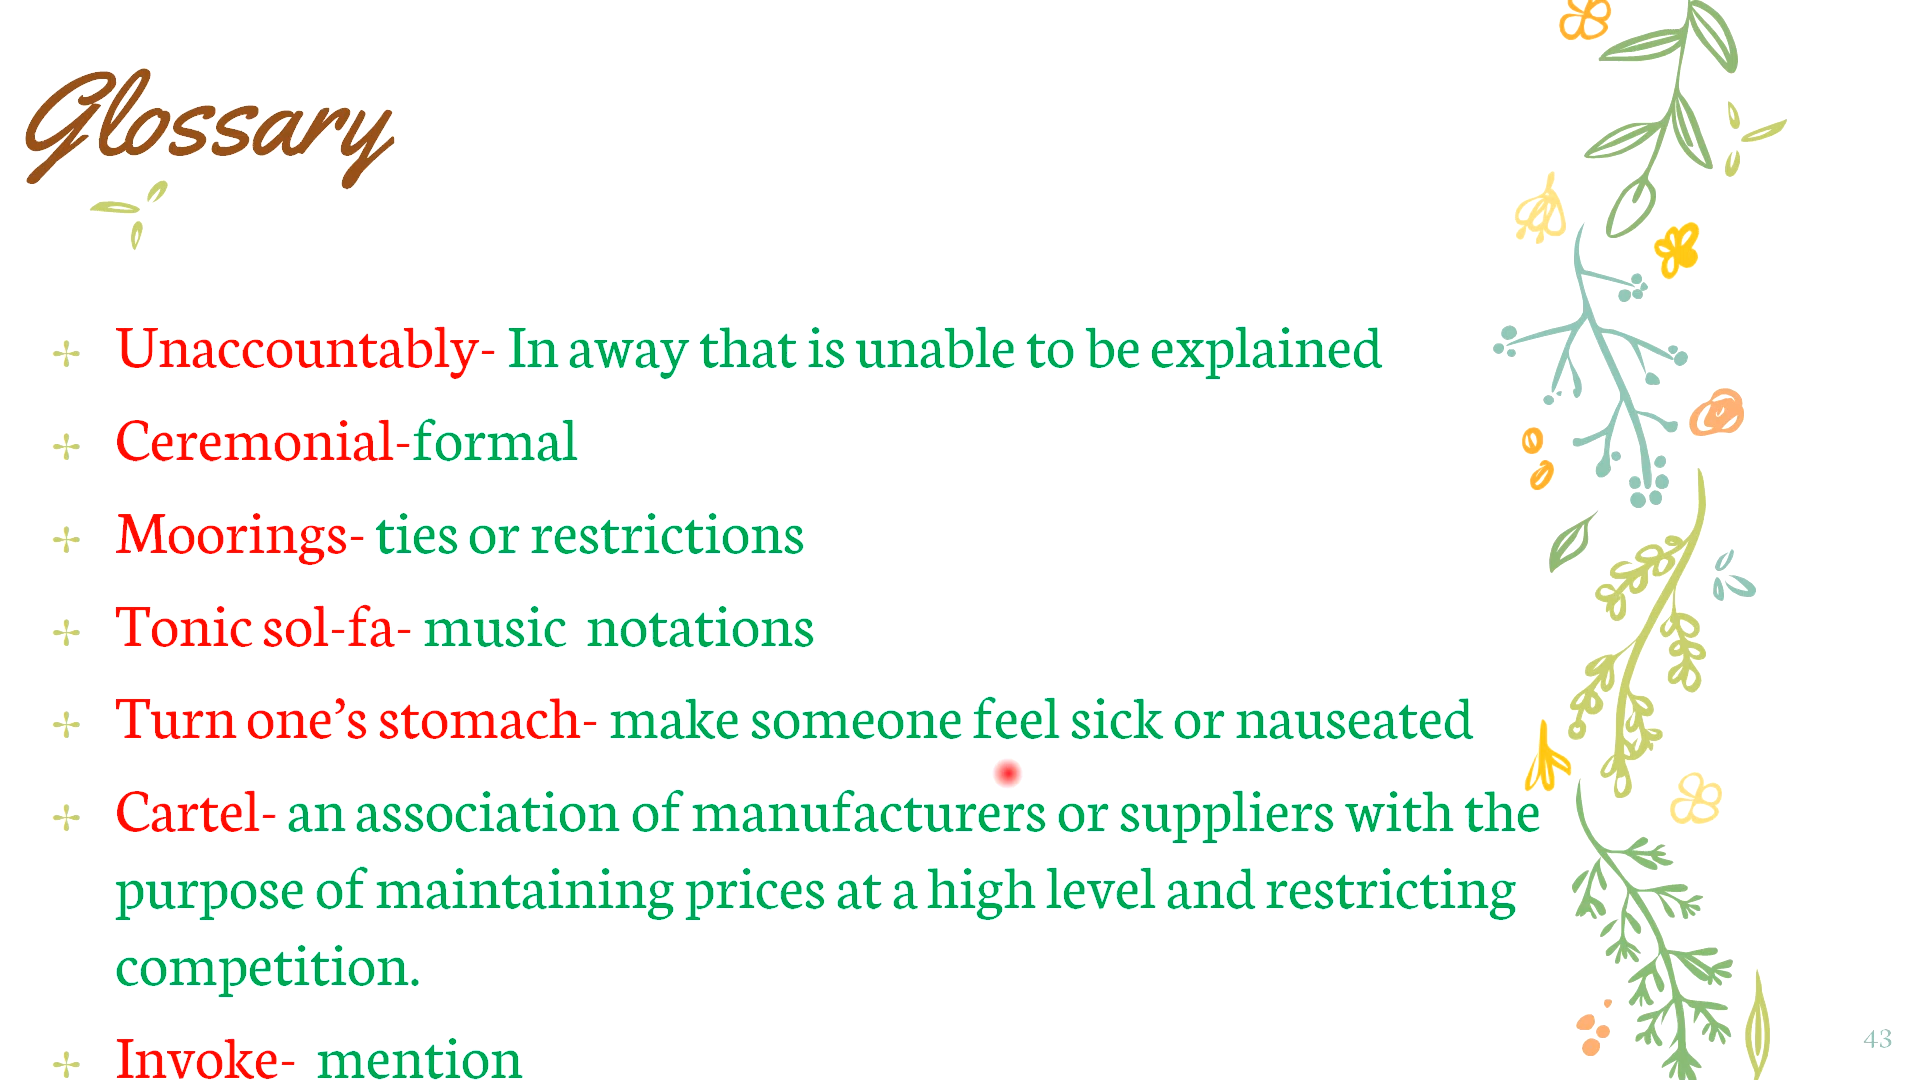 Glossary
Unaccountably- In away that is unable to be explained
Ceremonial-formal
Moorings- ties or restrictions
Tonic sol-fa- music notations
Turn one’s stomach- make someone feel sick or nauseated
Cartel- an association of manufacturers or suppliers with the
purpose of maintaining prices at a high level and restricting
competition.
Invoke- mention
43